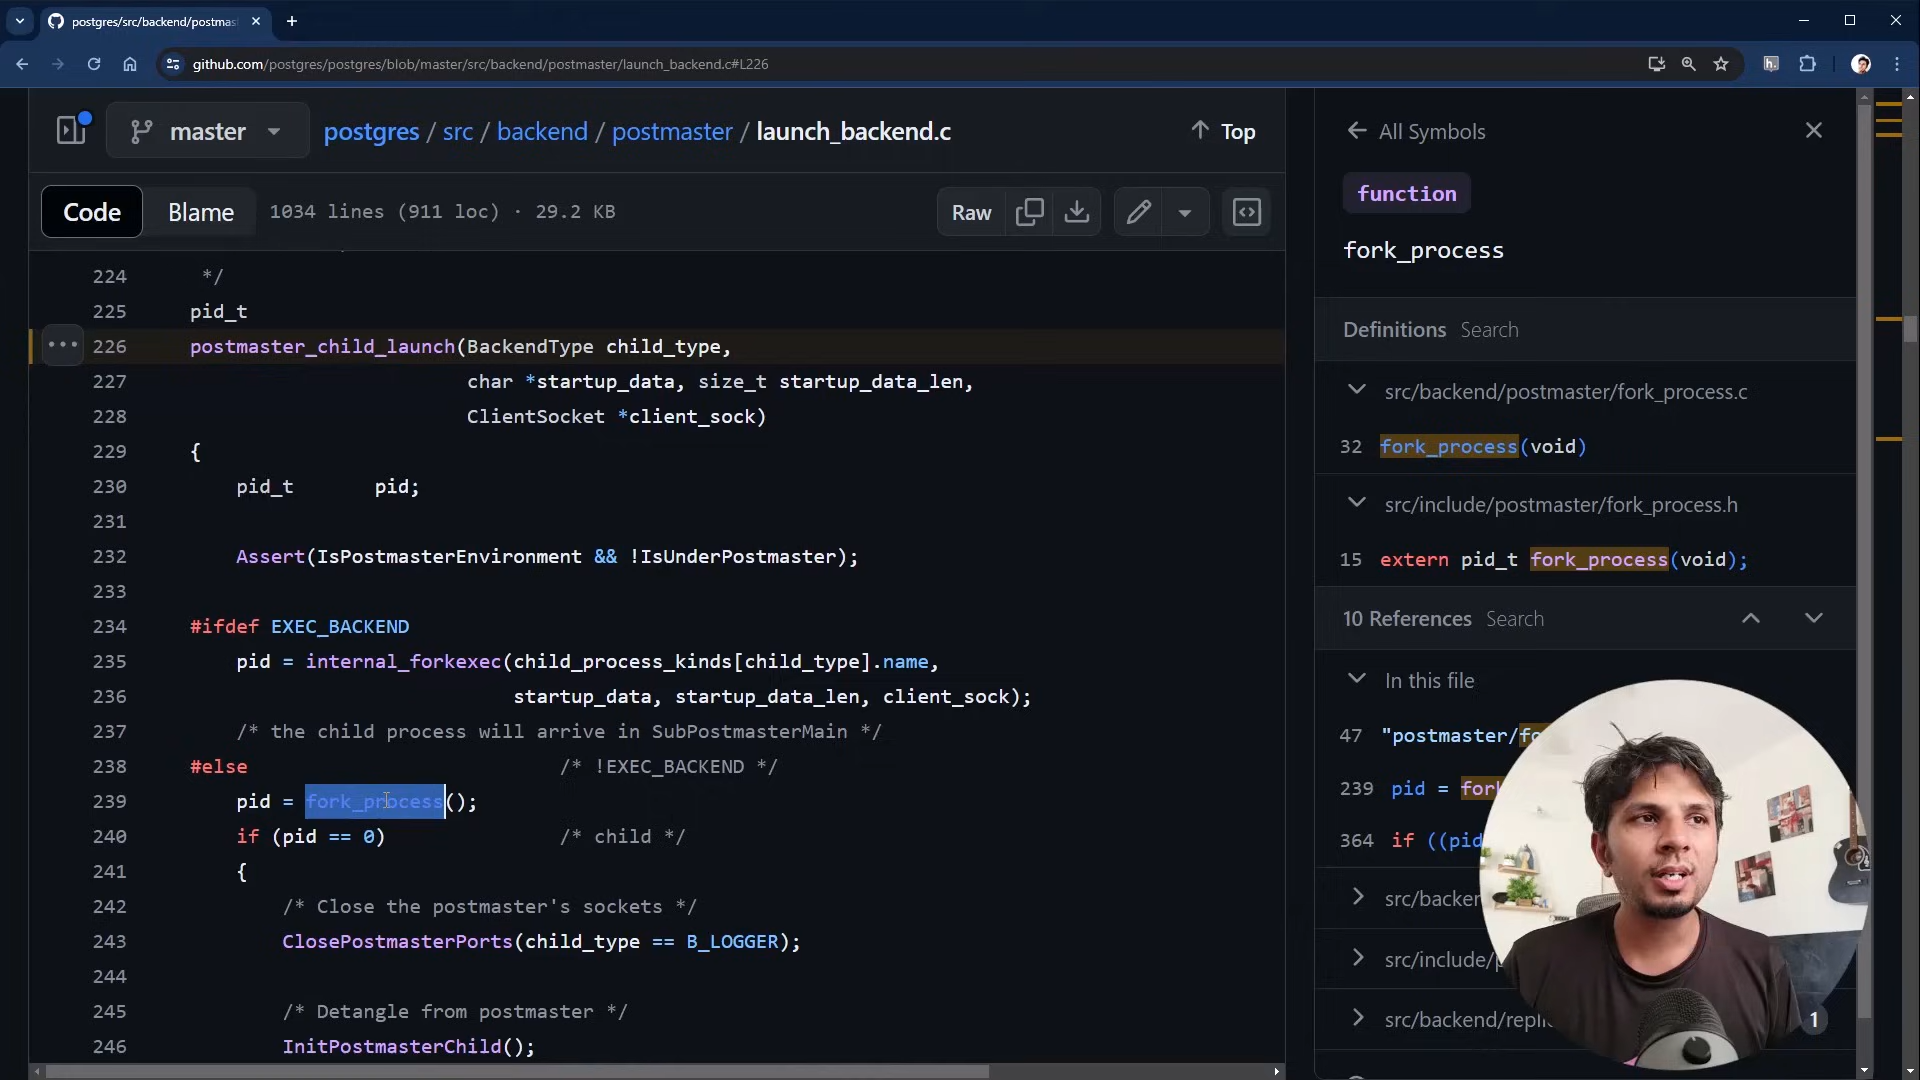 postgres/src/backend/postmas
github.com/postgres/postgres/blob/master/src/backend/postmaster/launch_backend.c#L226
master
postgres / src / backend / postmaster / launch_backend.c
Top
Code Blame 1034 lines (911 loc) · 29.2 KB
Raw
224 */
225 pid_t
226 postmaster_child_launch(BackendType child_type,
227 char *startup_data, size_t startup_data_len,
228 ClientSocket *client_sock)
229 {
230 pid_t pid;
231
232 Assert(IsPostmasterEnvironment && !IsUnderPostmaster);
233
234 #ifdef EXEC_BACKEND
235 pid = internal_forkexec(child_process_kinds[child_type].name,
236 startup_data, startup_data_len, client_sock);
237 /* the child process will arrive in SubPostmasterMain */
238 #else /* !EXEC_BACKEND */
239 pid = fork_process();
240 if (pid == 0) /* child */
241 {
242 /* Close the postmaster's sockets */
243 ClosePostmasterPorts(child_type == B_LOGGER);
244
245 /* Detangle from postmaster */
246 InitPostmasterChild();
All Symbols
function
fork_process
Definitions Search
src/backend/postmaster/fork_process.c
32 fork_process(void)
src/include/postmaster/fork_process.h
15 extern pid_t fork_process(void);
10 References Search
In this file
47 "postmaster/fo
239 pid = for
364 if ((pid
src/backer
src/include/p
src/backend/repli
1